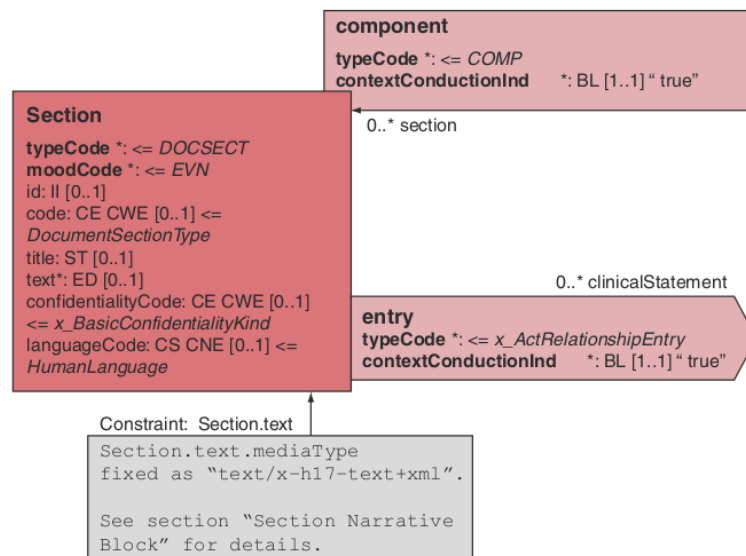 component
typeCode *: <= COMP
contextConductionInd *: BL [1..1] “ true”
0..* section
Section
typeCode *: <= DOCSECT
moodCode *: <= EVN
id: II [0..1]
code: CE CWE [0..1] <=
DocumentSectionType
title: ST [0..1]
text*: ED [0..1]
confidentialityCode: CE CWE [0..1]
<= x_BasicConfidentialityKind
languageCode: CS CNE [0..1] <=
HumanLanguage
0..* clinicalStatement
entry
typeCode *: <= x_ActRelationshipEntry
contextConductionInd *: BL [1..1] “ true”
Constraint: Section.text
Section.text.mediaType
fixed as “text/x-hl7-text+xml”.
See section “Section Narrative
Block” for details.